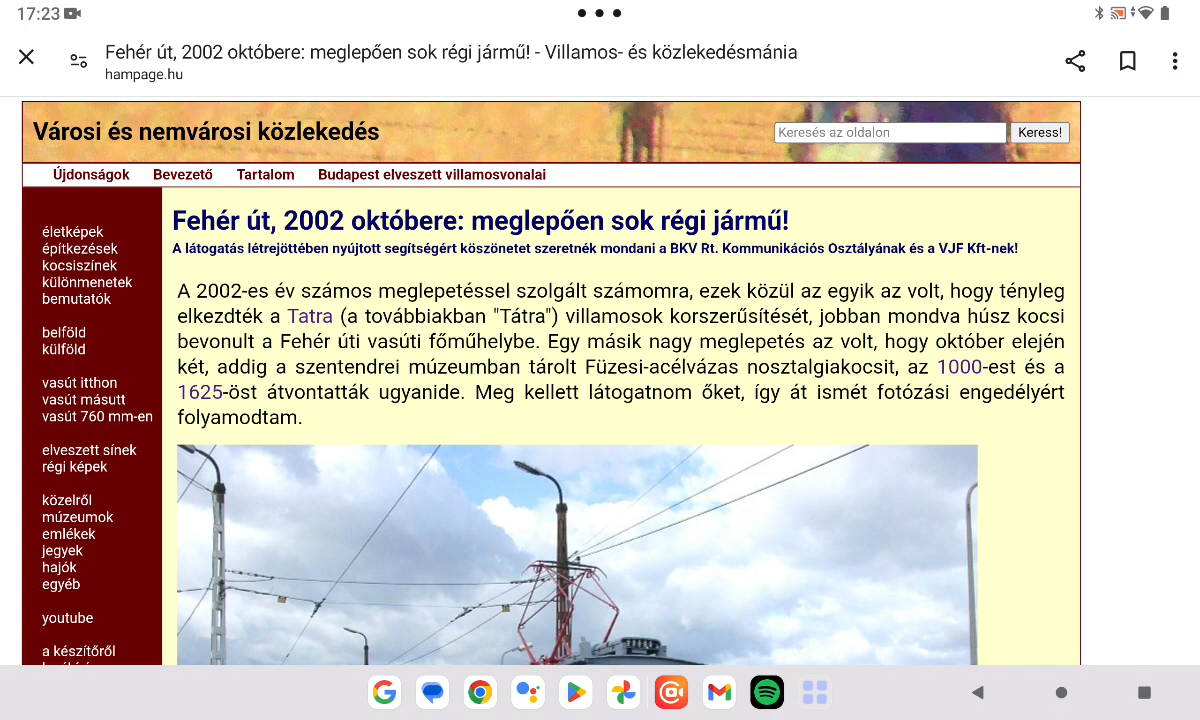 17:23
Fehér út, 2002 októbere: meglepően sok régi jármű! - Villamos- és közlekedésmánia
hampage.hu
Városi és nemvárosi közlekedés
Keresés az oldalon
Keress!
Újdonságok Bevezető Tartalom Budapest elveszett villamosvonalai
életképek
építkezések
kocsiszínek
különmenetek
bemutatók
belföld
külföld
vasút itthon
vasút másutt
vasút 760 mm-en
elveszett sínek
régi képek
közelről
múzeumok
emlékek
jegyek
hajók
egyéb
youtube
a készítőről
Fehér út, 2002 októbere: meglepően sok régi jármű!
A látogatás létrejöttében nyújtott segítségért köszönetet szeretnék mondani a BKV Rt. Kommunikációs Osztályának és a VJF Kft-nek!
A 2002-es év számos meglepetéssel szolgált számomra, ezek közül az egyik az volt, hogy tényleg
elkezdték a Tatra (a továbbiakban "Tátra") villamosok korszerűsítését, jobban mondva húsz kocsi
bevonult a Fehér úti vasúti főműhelybe. Egy másik nagy meglepetés az volt, hogy október elején
két, addig a szentendrei múzeumban tárolt Füzesi-acélvázas nosztalgiakocsit, az 1000-est és a
1625-öst átvontatták ugyanide. Meg kellett látogatnom őket, így át ismét fotózási engedélyért
folyamodtam.